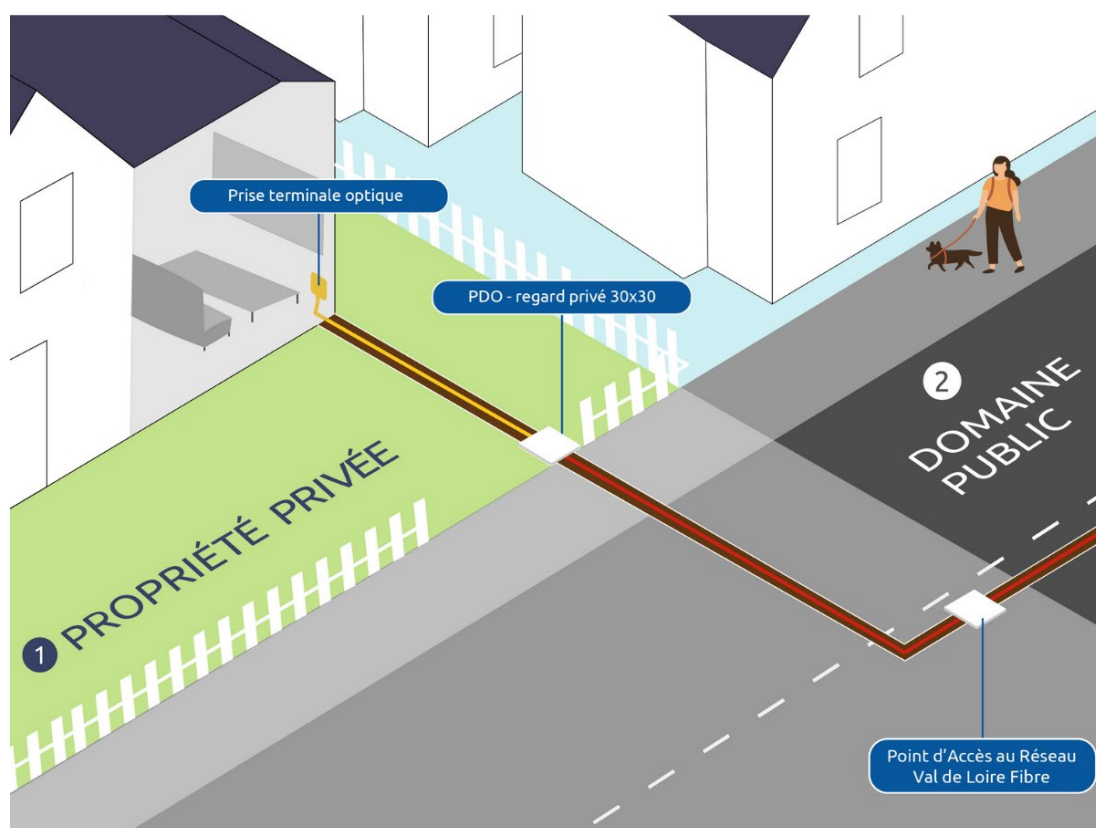 Prise terminale optique
PDO - regard privé 30x30
2
DOMAINE
PUBLIC
1 PROPRIÉTÉ PRIVÉE
Point d'Accès au Réseau
Val de Loire Fibre